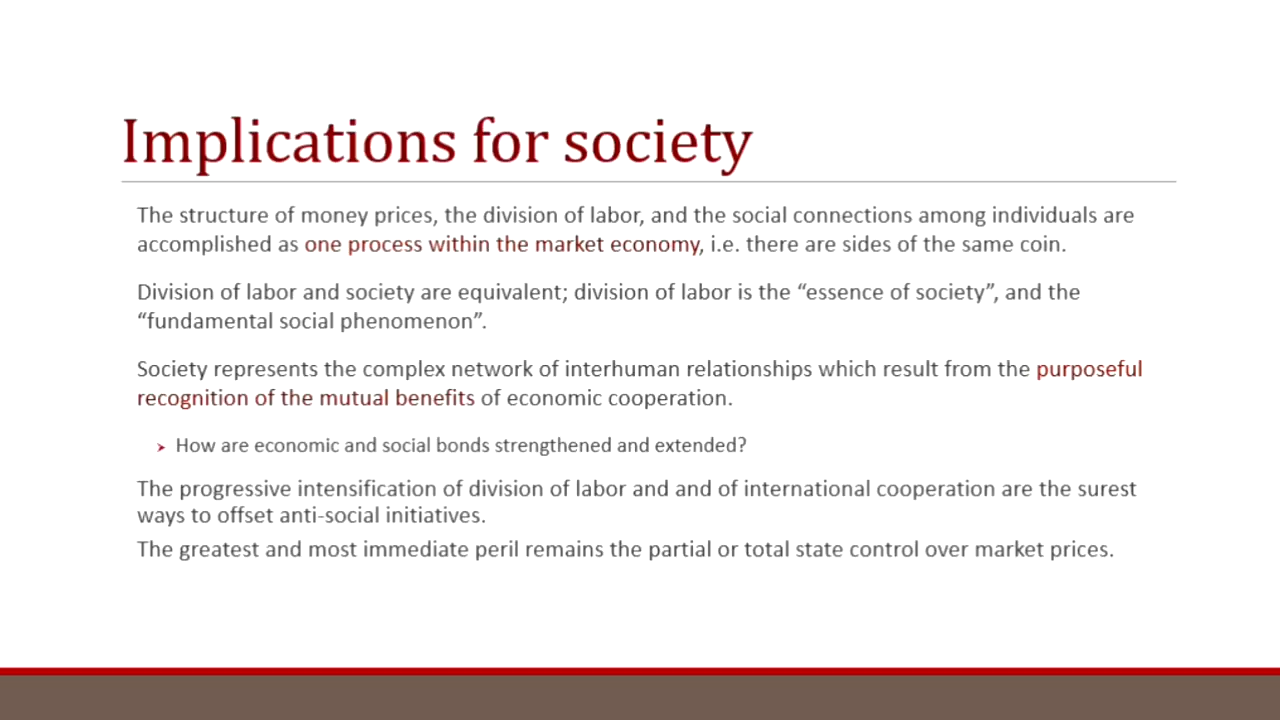 Implications for society
The structure of money prices, the division of labor, and the social connections among individuals are
accomplished as one process within the market economy, i.e. there are sides of the same coin.
Division of labor and society are equivalent; division of labor is the “essence of society”, and the
“fundamental social phenomenon”.
Society represents the complex network of interhuman relationships which result from the purposeful
recognition of the mutual benefits of economic cooperation.
How are economic and social bonds strengthened and extended?
The progressive intensification of division of labor and and of international cooperation are the surest
ways to offset anti-social initiatives.
The greatest and most immediate peril remains the partial or total state control over market prices.